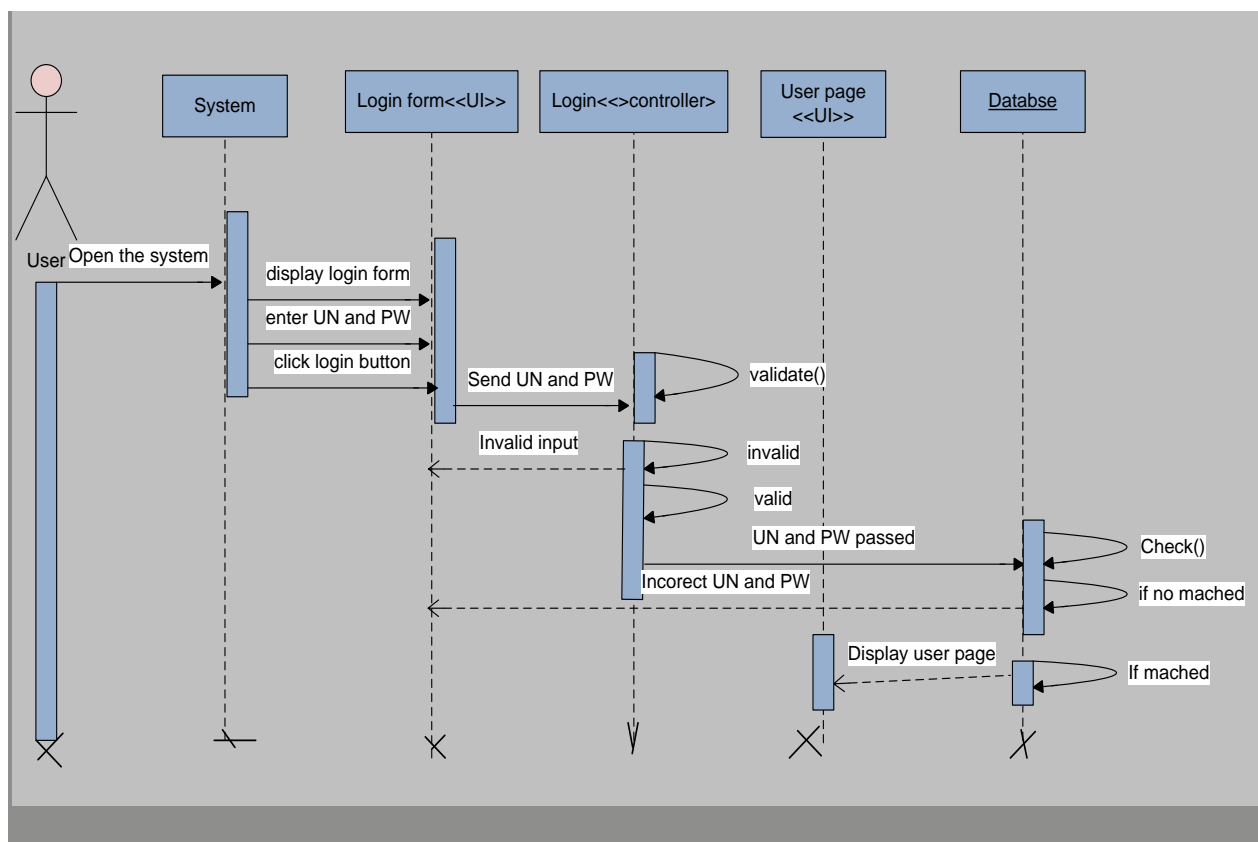 System
Login form<<UI>>
Login<<>controller>
User page
<<UI>>
Databse
User
Open the system
display login form
enter UN and PW
click login button
Send UN and PW
validate()
Invalid input
invalid
valid
UN and PW passed
Check()
Incorect UN and PW
if no mached
Display user page
If mached